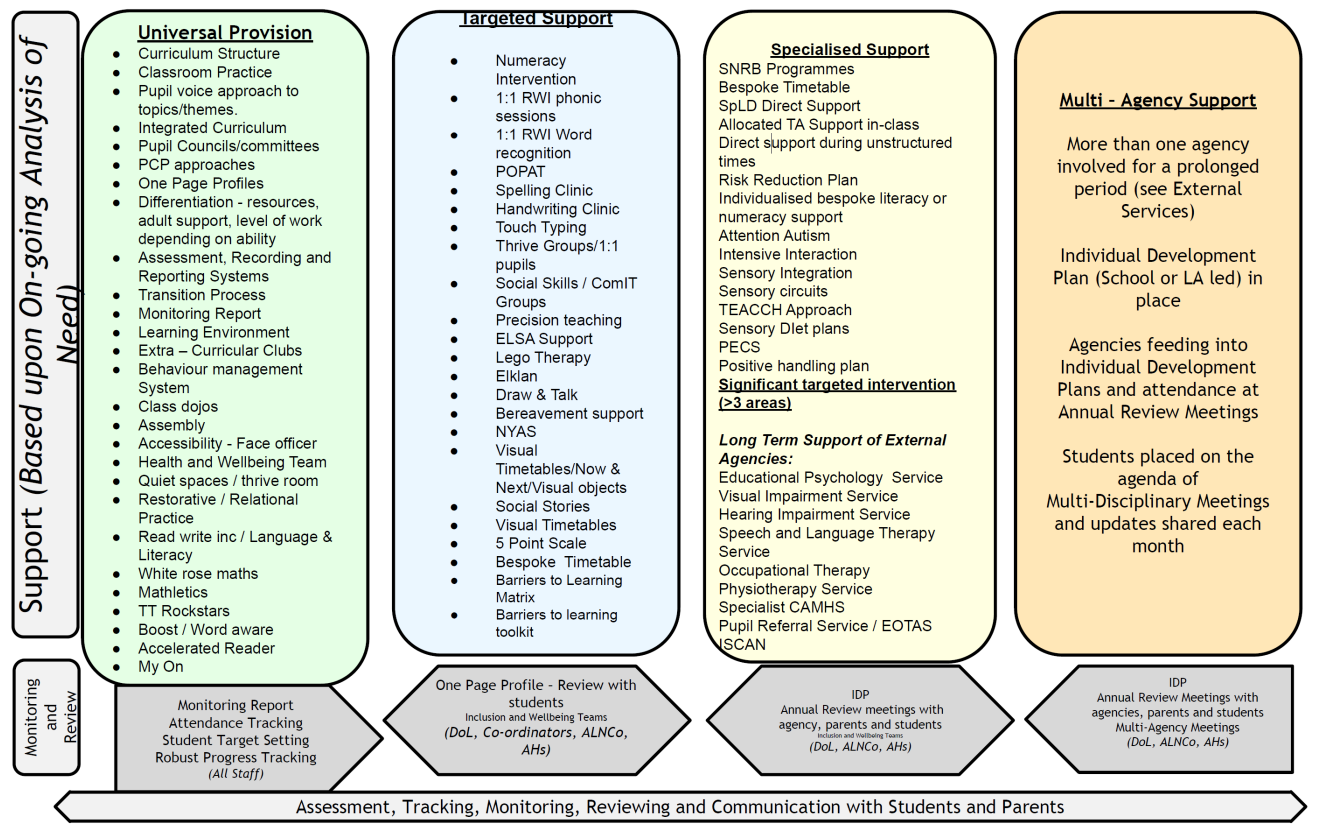 Support (Based upon On-going Analysis of
Need)
Universal Provision
● Curriculum Structure
● Classroom Practice
● Pupil voice approach to
topics/themes.
● Integrated Curriculum
● Pupil Councils/committees
● PCP approaches
● One Page Profiles
● Differentiation - resources,
adult support, level of work
depending on ability
● Assessment, Recording and
Reporting Systems
● Transition Process
● Monitoring Report
● Learning Environment
● Extra – Curricular Clubs
● Behaviour management
System
● Class dojos
● Assembly
● Accessibility - Face officer
● Health and Wellbeing Team
● Quiet spaces / thrive room
● Restorative / Relational
Practice
● Read write inc / Language &
Literacy
● White rose maths
● Mathletics
● TT Rockstars
● Boost / Word aware
● Accelerated Reader
● My On
Targeted Support
● Numeracy
Intervention
● 1:1 RWI phonic
sessions
● 1:1 RWI Word
recognition
● POPAT
● Spelling Clinic
● Handwriting Clinic
● Touch Typing
● Thrive Groups/1:1
pupils
● Social Skills / ComIT
Groups
● Precision teaching
● ELSA Support
● Lego Therapy
● Elklan
● Draw & Talk
● Bereavement support
● NYAS
● Visual
Timetables/Now &
Next/Visual objects
● Social Stories
● Visual Timetables
● 5 Point Scale
● Bespoke Timetable
● Barriers to Learning
Matrix
● Barriers to learning
toolkit
Specialised Support
SNRB Programmes
Bespoke Timetable
SpLD Direct Support
Allocated TA Support in-class
Direct support during unstructured
times
Risk Reduction Plan
Individualised bespoke literacy or
numeracy support
Attention Autism
Intensive Interaction
Sensory Integration
Sensory circuits
TEACCH Approach
Sensory DIet plans
PECS
Positive handling plan
Significant targeted intervention
(>3 areas)
Long Term Support of External
Agencies:
Educational Psychology Service
Visual Impairment Service
Hearing Impairment Service
Speech and Language Therapy
Service
Occupational Therapy
Physiotherapy Service
Specialist CAMHS
Pupil Referral Service / EOTAS
ISCAN
Multi – Agency Support
More than one agency
involved for a prolonged
period (see External
Services)
Individual Development
Plan (School or LA led) in
place
Agencies feeding into
Individual Development
Plans and attendance at
Annual Review Meetings
Students placed on the
agenda of
Multi-Disciplinary Meetings
and updates shared each
month
Monitoring
and
Review
Monitoring Report
Attendance Tracking
Student Target Setting
Robust Progress Tracking
(All Staff)
One Page Profile - Review with
students
Inclusion and Wellbeing Teams
(DoL, Co-ordinators, ALNCo,
AHs)
IDP
Annual Review meetings with
agency, parents and students
Inclusion and Wellbeing Teams
(DoL, ALNCo, AHs)
IDP
Annual Review Meetings with
agencies, parents and students
Multi-Agency Meetings
(DoL, ALNCo, AHs)
Assessment, Tracking, Monitoring, Reviewing and Communication with Students and Parents